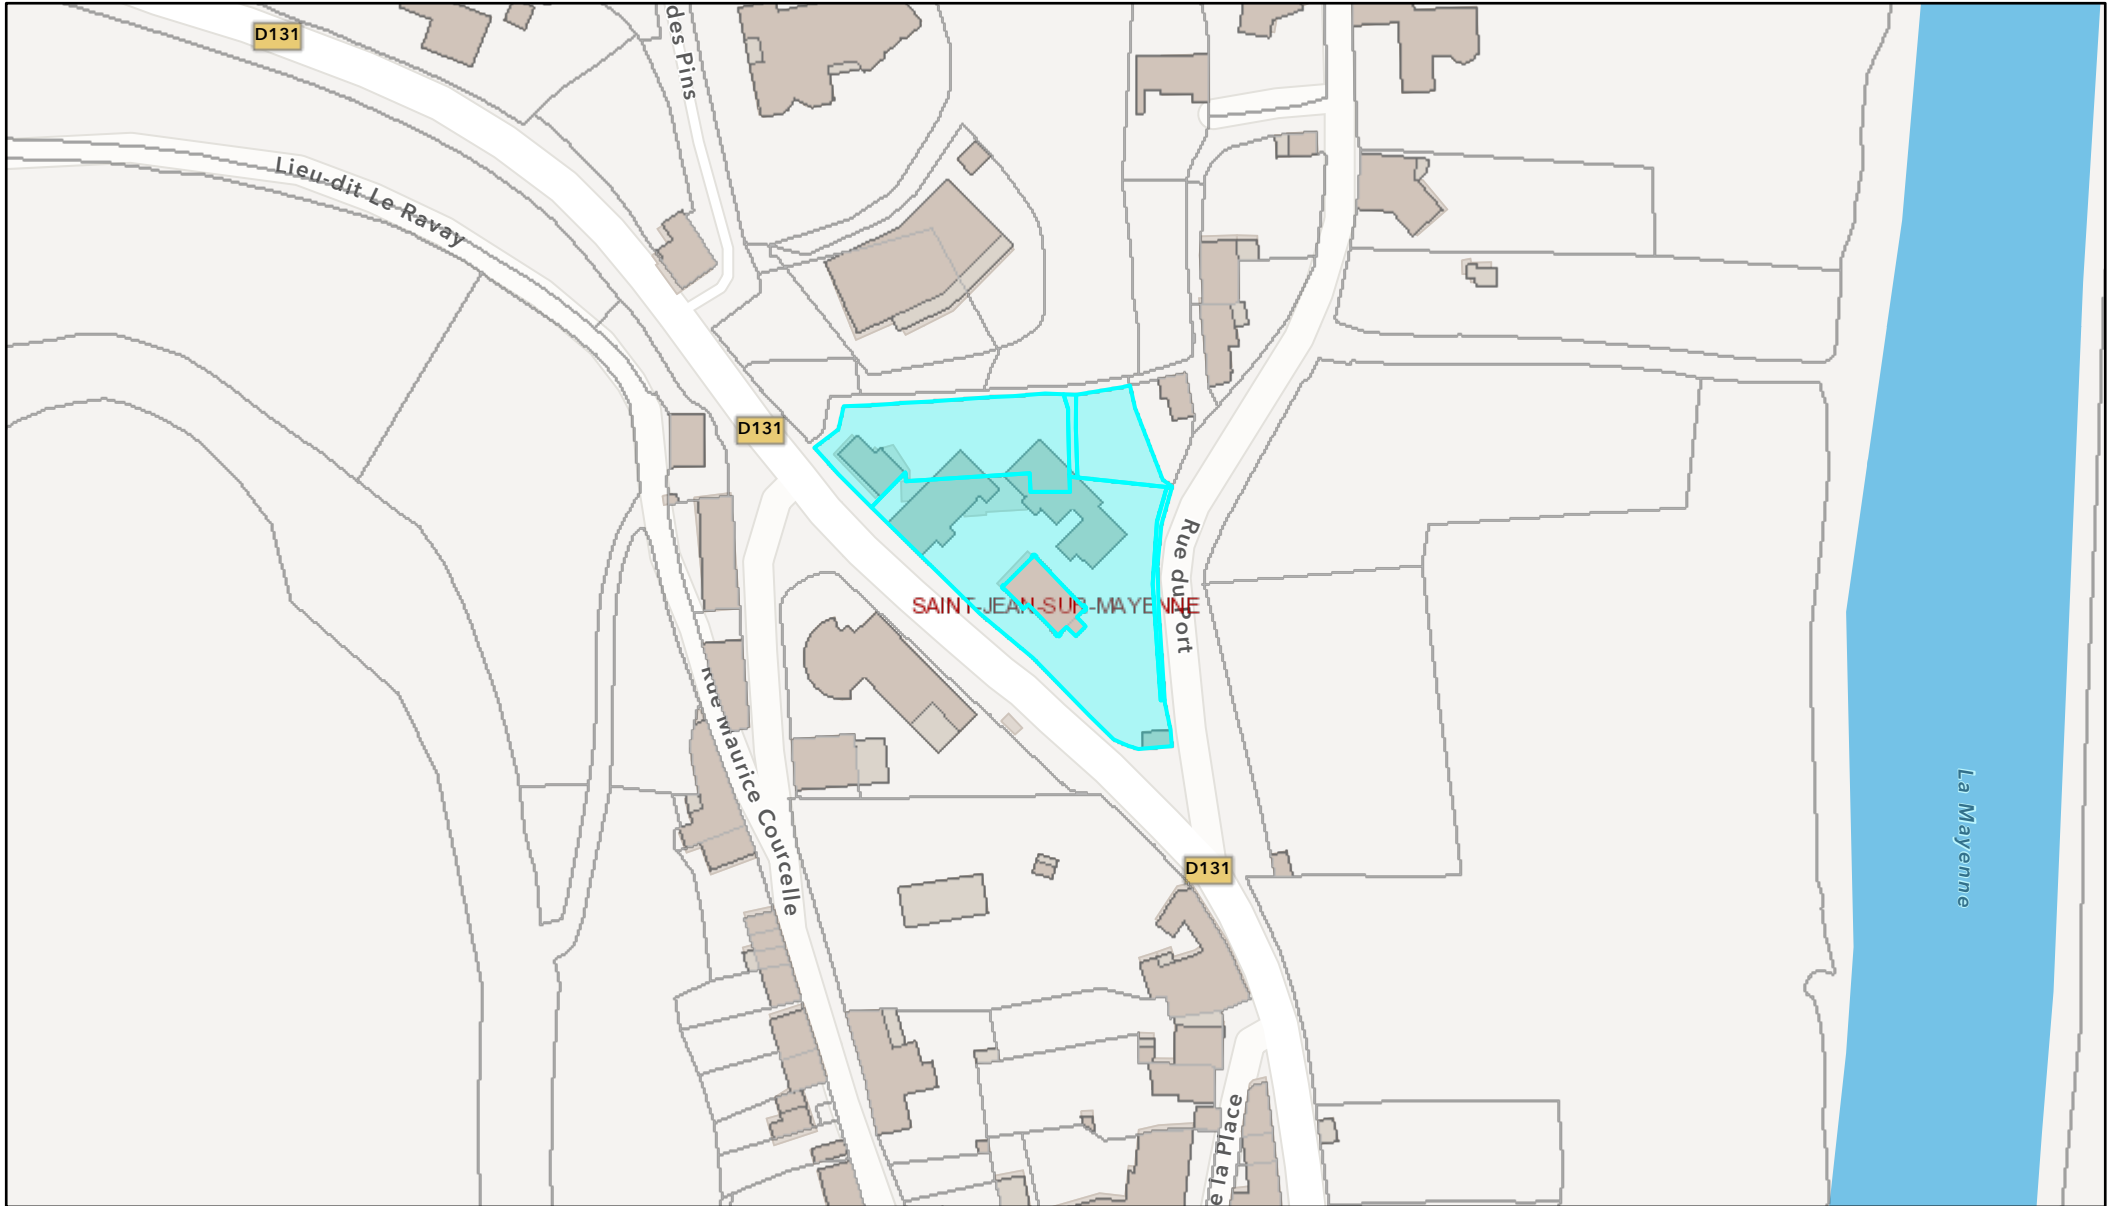 D131
des Pins
Lieu-dit Le Ravay
D131
Rue du Port
SAINT-JEAN-SUR-MAYENNE
Rue Maurice Courcelle
La Mayenne
D131
e la Place